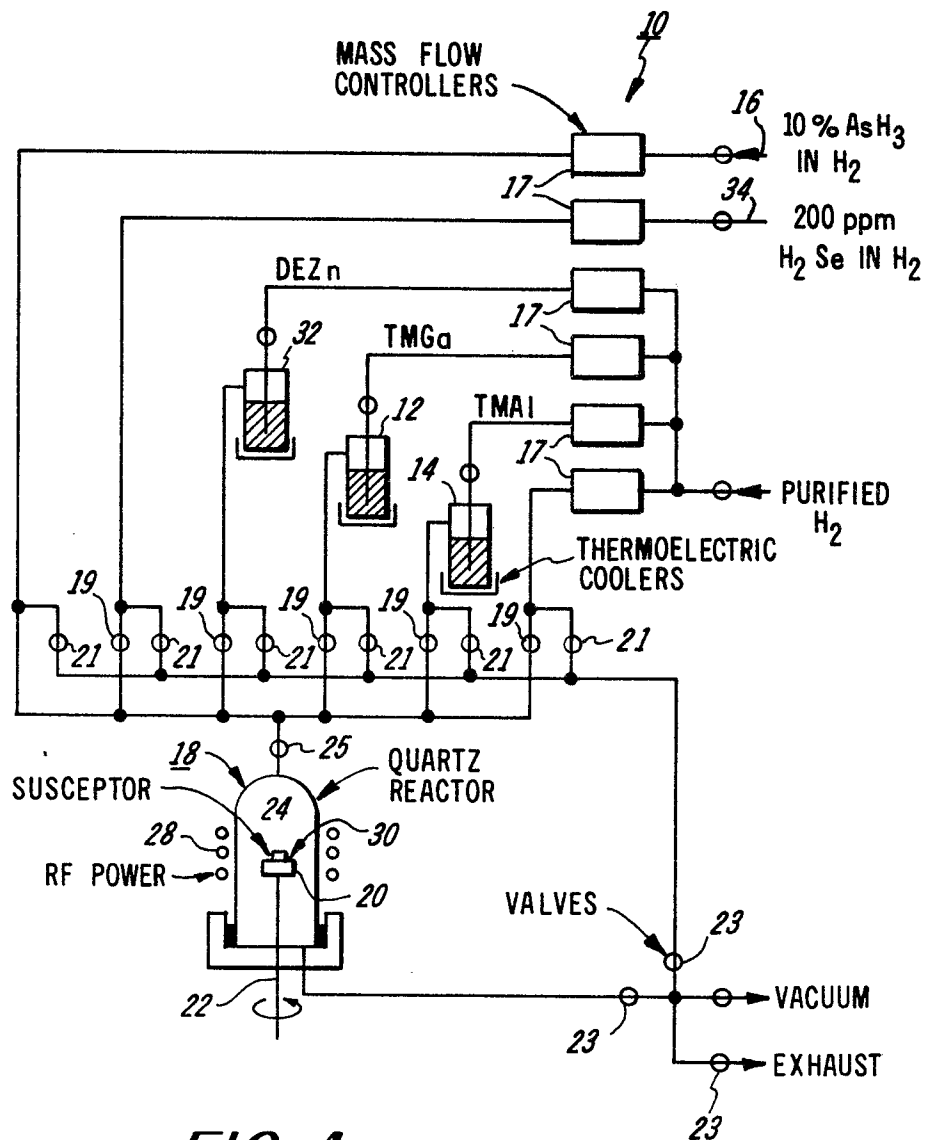 10
MASS FLOW
CONTROLLERS
16
10% AsH3
IN H2
17
34
200 ppm
H2 Se IN H2
DEZn
17
32
TMGa
12
TMAl
17
14
PURIFIED
H2
THERMOELECTRIC
COOLERS
19 19 19 19 19
21 21 21 21 21 21
25
18
QUARTZ
REACTOR
SUSCEPTOR
24
28
30
RF POWER
20
VALVES
23
22
VACUUM
23
EXHAUST
23